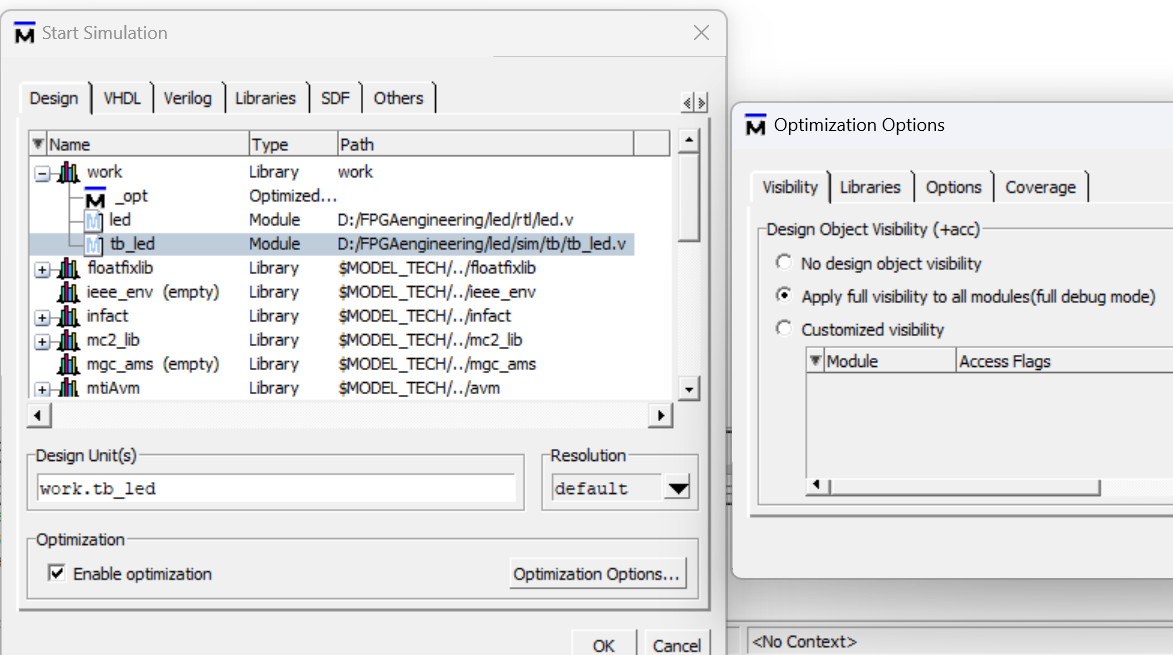 Start Simulation
Design VHDL Verilog Libraries SDF Others
Name Type Path
work Library work
_opt Optimized...
led Module D:/FPGAengineering/led/rtl/led.v
tb_led Module D:/FPGAengineering/led/sim/tb/tb_led.v
floatfixlib Library $MODEL_TECH/../floatfixlib
ieee_env (empty) Library $MODEL_TECH/../ieee_env
infact Library $MODEL_TECH/../infact
mc2_lib Library $MODEL_TECH/../mc2_lib
mgc_ams (empty) Library $MODEL_TECH/../mgc_ams
mtiAvm Library $MODEL_TECH/../avm
Design Unit(s)
work.tb_led
Resolution
default
Optimization
Enable optimization
Optimization Options...
OK Cancel
Optimization Options
Visibility Libraries Options Coverage
Design Object Visibility (+acc)
No design object visibility
Apply full visibility to all modules(full debug mode)
Customized visibility
Module Access Flags
<No Context>